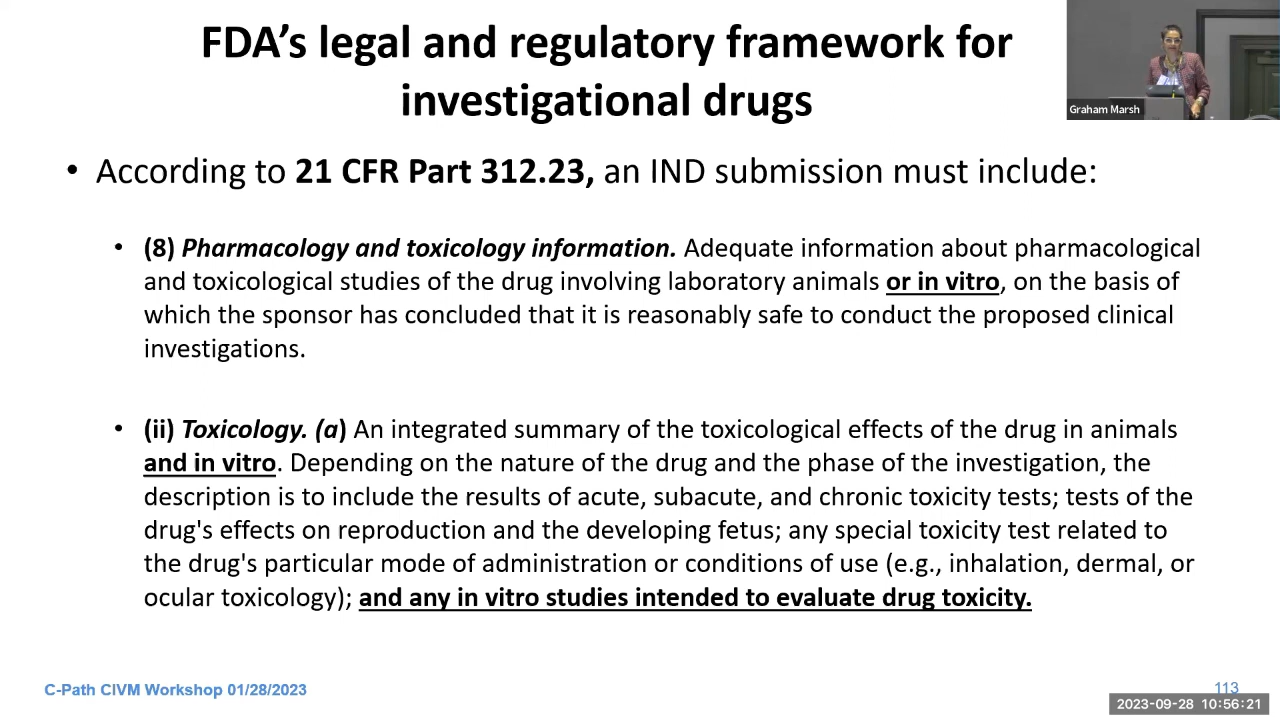 FDA’s legal and regulatory framework for
investigational drugs
Graham Marsh
• According to 21 CFR Part 312.23, an IND submission must include:
• (8) Pharmacology and toxicology information. Adequate information about pharmacological
and toxicological studies of the drug involving laboratory animals or in vitro, on the basis of
which the sponsor has concluded that it is reasonably safe to conduct the proposed clinical
investigations.
• (ii) Toxicology. (a) An integrated summary of the toxicological effects of the drug in animals
and in vitro. Depending on the nature of the drug and the phase of the investigation, the
description is to include the results of acute, subacute, and chronic toxicity tests; tests of the
drug's effects on reproduction and the developing fetus; any special toxicity test related to
the drug's particular mode of administration or conditions of use (e.g., inhalation, dermal, or
ocular toxicology); and any in vitro studies intended to evaluate drug toxicity.
C-Path CIVM Workshop 01/28/2023
113
2023-09-28 10:56:21